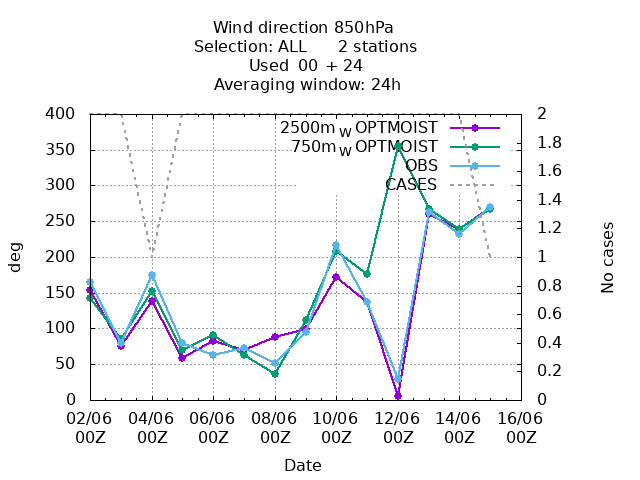 Wind direction 850hPa
Selection: ALL 2 stations
Used 00 + 24
Averaging window: 24h
2500m W OPTMOIST
750m W OPTMOIST
OBS
CASES
deg
400
350
300
250
200
150
100
50
0
No cases
2
1.8
1.6
1.4
1.2
1
0.8
0.6
0.4
0.2
0
02/06 04/06 06/06 08/06 10/06 12/06 14/06 16/06
00Z 00Z 00Z 00Z 00Z 00Z 00Z 00Z
Date